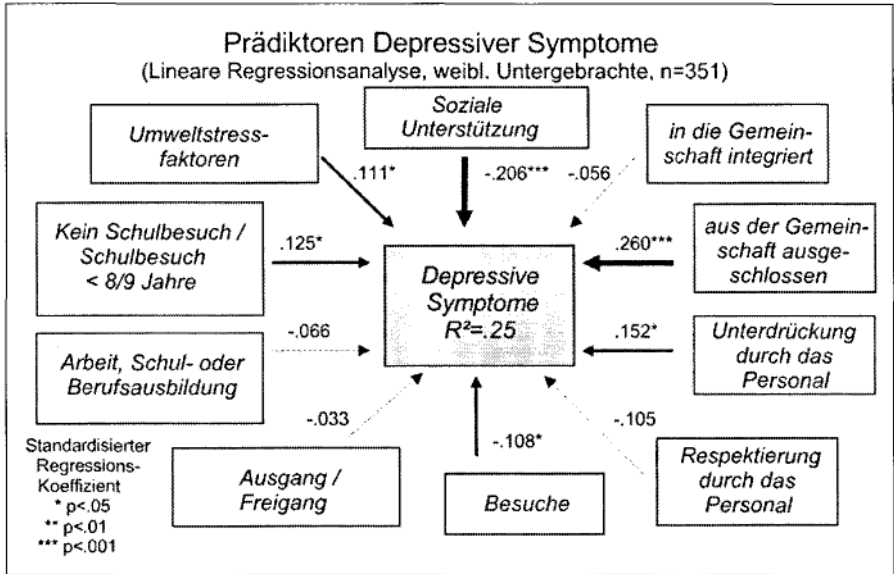 Prädiktoren Depressiver Symptome
(Lineare Regressionsanalyse, weibl. Untergebrachte, n=351)
Soziale
Unterstützung
Umweltstress-
faktoren
in die Gemein-
schaft integriert
.111*
-.206***
-.056
Kein Schulbesuch /
Schulbesuch
< 8/9 Jahre
.125*
Depressive
Symptome
R²=.25
.260***
aus der Gemein-
schaft ausge-
schlossen
Arbeit, Schul- oder
Berufsausbildung
-.066
.152*
Unterdrückung
durch das
Personal
-.033
-.108*
-.105
Ausgang /
Freigang
Besuche
Respektierung
durch das
Personal
Standardisierter
Regressions-
Koeffizient
* p<.05
** p<.01
*** p<.001